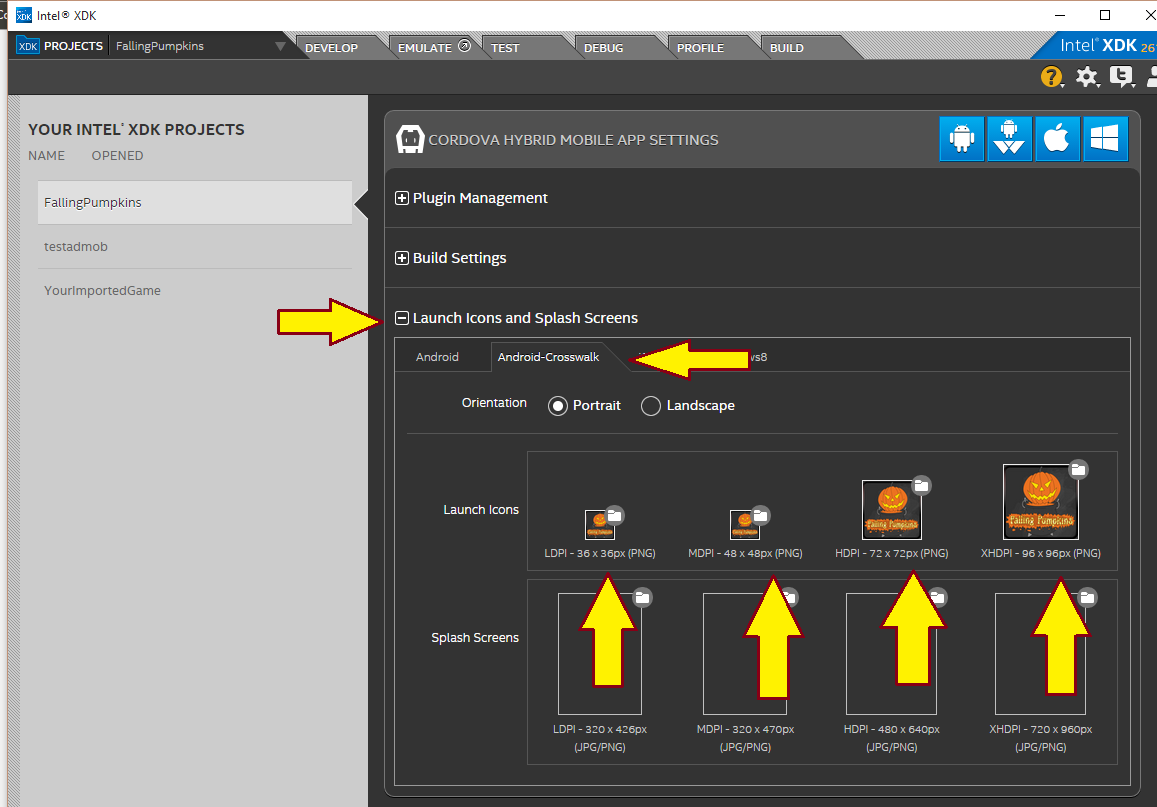 Intel® XDK
XDK PROJECTS FallingPumpkins DEVELOP EMULATE TEST DEBUG PROFILE BUILD Intel® XDK 26
YOUR INTEL® XDK PROJECTS
NAME OPENED
FallingPumpkins
testadmob
YourImportedGame
CORDOVA HYBRID MOBILE APP SETTINGS
Plugin Management
Build Settings
Launch Icons and Splash Screens
Android Android-Crosswalk ws8
Orientation Portrait Landscape
Launch Icons
Falling Pumpkins
Falling Pumpkins
LDPI - 36 x 36px (PNG) MDPI - 48 x 48px (PNG) HDPI - 72 x 72px (PNG) XHDPI - 96 x 96px (PNG)
Splash Screens
LDPI - 320 x 426px (JPG/PNG)
MDPI - 320 x 470px (JPG/PNG)
HDPI - 480 x 640px (JPG/PNG)
XHDPI - 720 x 960px (JPG/PNG)